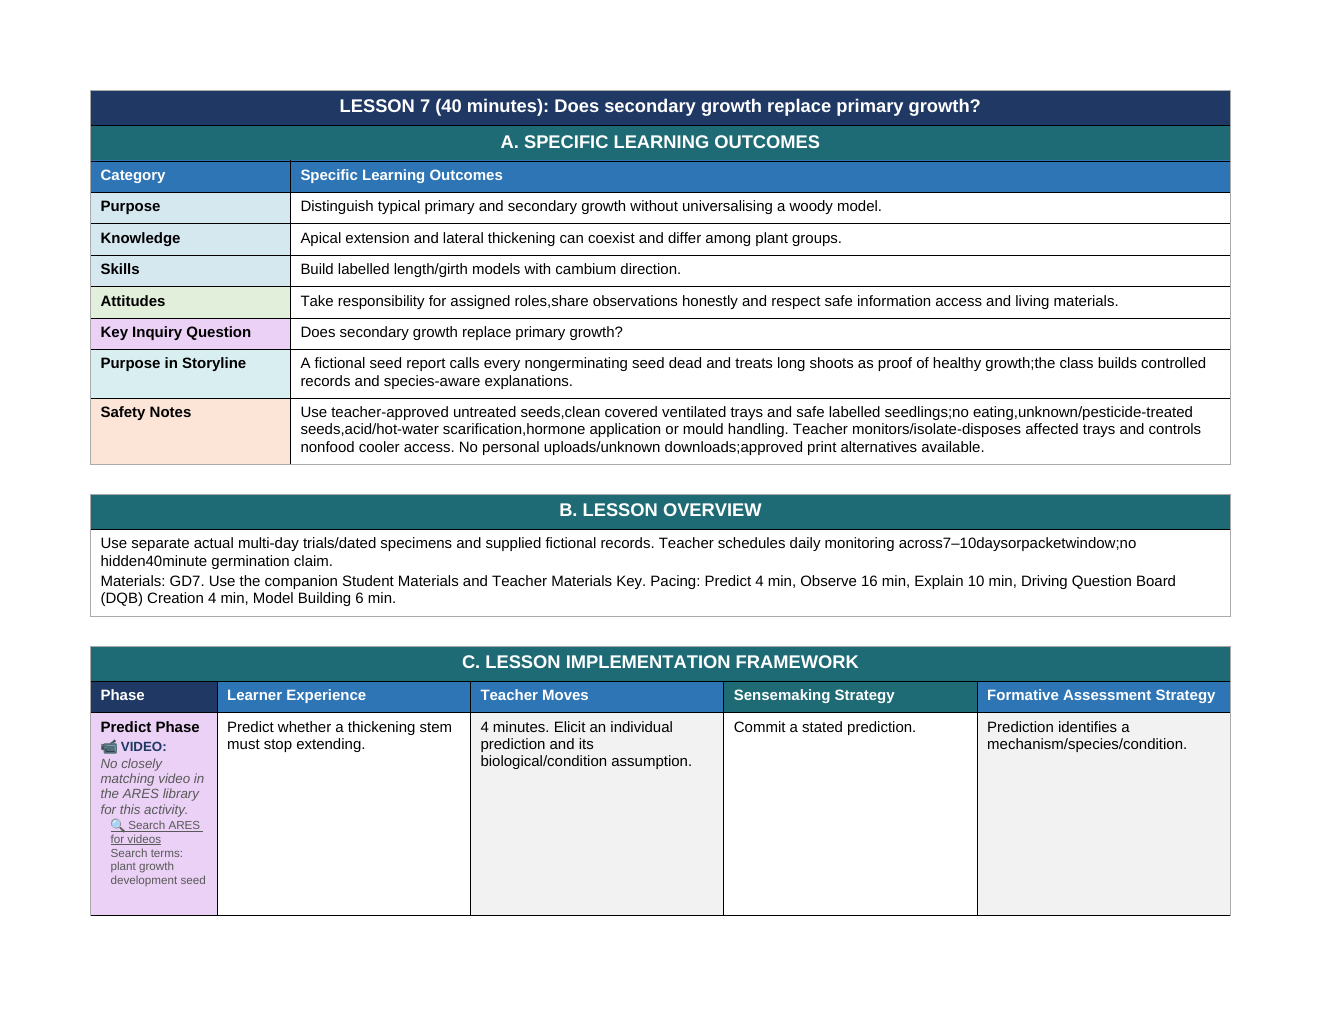 LESSON 7 (40 minutes): Does secondary growth replace primary growth?
A. SPECIFIC LEARNING OUTCOMES
Category
Specific Learning Outcomes
Purpose
Distinguish typical primary and secondary growth without universalising a woody model.
Knowledge
Apical extension and lateral thickening can coexist and differ among plant groups.
Skills
Build labelled length/girth models with cambium direction.
Attitudes
Take responsibility for assigned roles,share observations honestly and respect safe information access and living materials.
Key Inquiry Question
Does secondary growth replace primary growth?
Purpose in Storyline
A fictional seed report calls every nongerminating seed dead and treats long shoots as proof of healthy growth;the class builds controlled
records and species-aware explanations.
Safety Notes
Use teacher-approved untreated seeds,clean covered ventilated trays and safe labelled seedlings;no eating,unknown/pesticide-treated
seeds,acid/hot-water scarification,hormone application or mould handling. Teacher monitors/isolate-disposes affected trays and controls
nonfood cooler access. No personal uploads/unknown downloads;approved print alternatives available.
B. LESSON OVERVIEW
Use separate actual multi-day trials/dated specimens and supplied fictional records. Teacher schedules daily monitoring across7–10daysorpacketwindow;no
hidden40minute germination claim.
Materials: GD7. Use the companion Student Materials and Teacher Materials Key. Pacing: Predict 4 min, Observe 16 min, Explain 10 min, Driving Question Board
(DQB) Creation 4 min, Model Building 6 min.
C. LESSON IMPLEMENTATION FRAMEWORK
Phase
Learner Experience
Teacher Moves
Sensemaking Strategy
Formative Assessment Strategy
Predict Phase
📹 VIDEO:
No closely
matching video in
the ARES library
for this activity.
🔍 Search ARES
for videos
Search terms:
plant growth
development seed
Predict whether a thickening stem
must stop extending.
4 minutes. Elicit an individual
prediction and its
biological/condition assumption.
Commit a stated prediction.
Prediction identifies a
mechanism/species/condition.